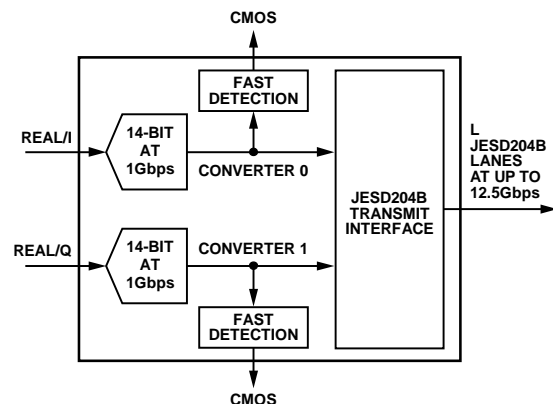 CMOS
FAST
DETECTION
REAL/I
14-BIT
AT
1Gbps
CONVERTER 0
JESD204B
TRANSMIT
INTERFACE
L
JESD204B
LANES
AT UP TO
12.5Gbps
REAL/Q
14-BIT
AT
1Gbps
CONVERTER 1
FAST
DETECTION
CMOS